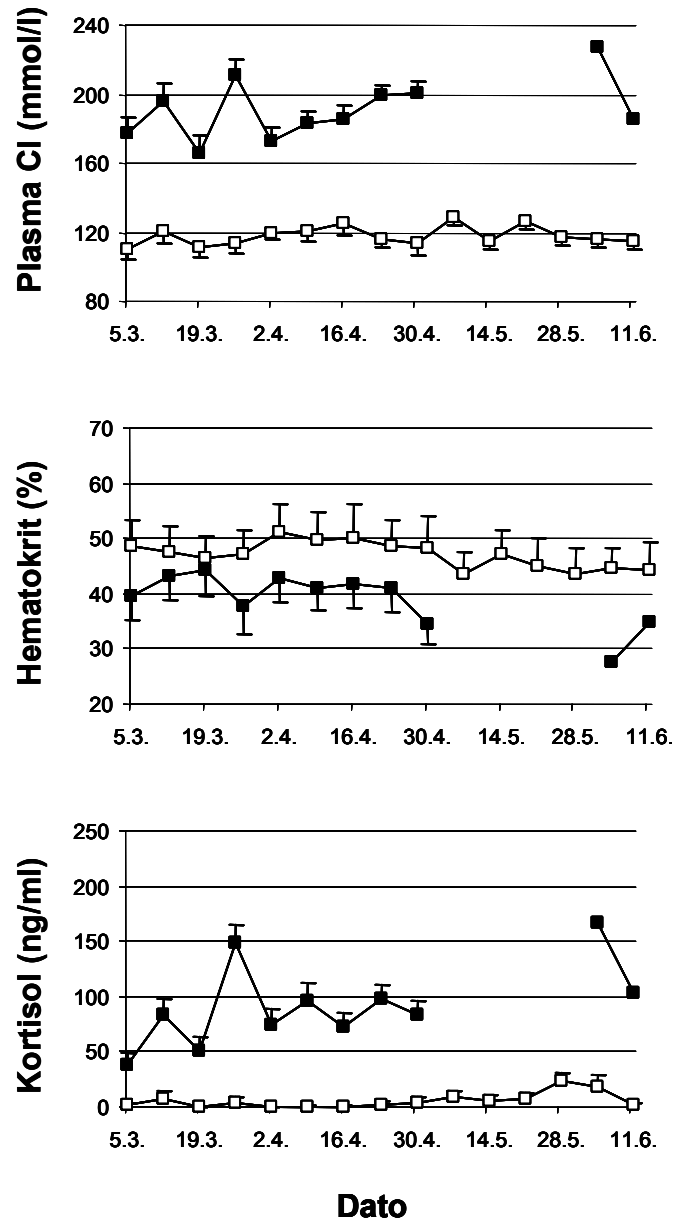 Plasma Cl (mmol/l)
240
200
160
120
80
5.3. 19.3. 2.4. 16.4. 30.4. 14.5. 28.5. 11.6.
Hematokrit (%)
70
60
50
40
30
20
5.3. 19.3. 2.4. 16.4. 30.4. 14.5. 28.5. 11.6.
Kortisol (ng/ml)
250
200
150
100
50
0
5.3. 19.3. 2.4. 16.4. 30.4. 14.5. 28.5. 11.6.
Dato